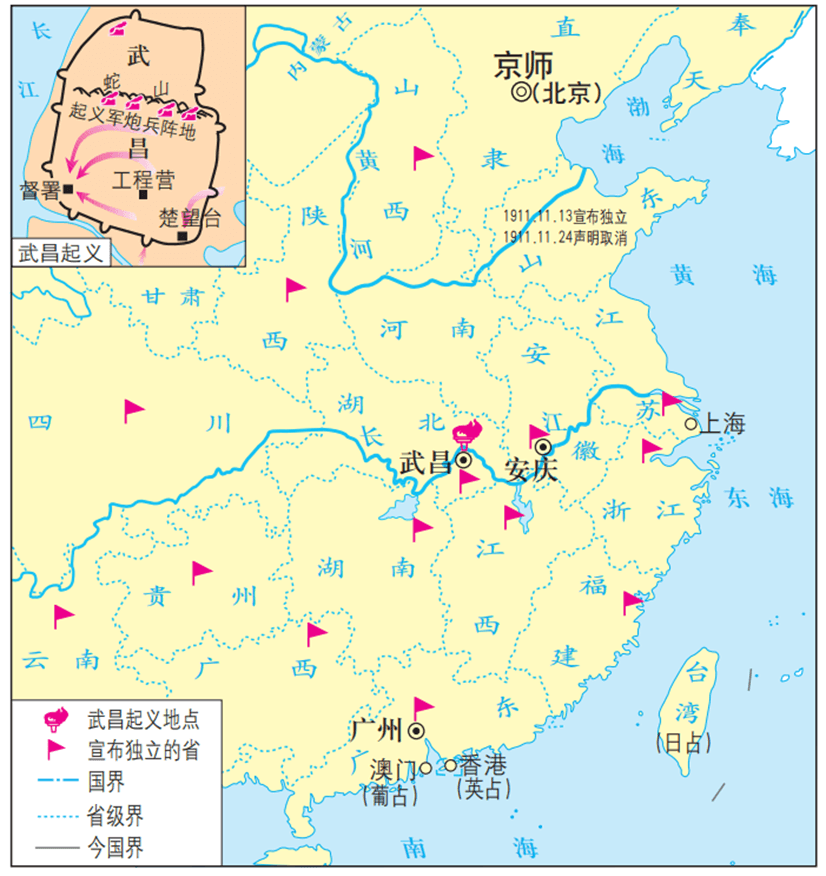 长江
武昌
蛇山
起义军炮兵阵地
工程营
督署
楚望台
武昌起义
内蒙古
直隶
奉天
京师
(北京)
渤海
山西
黄河
陕西
山东
1911.11.13宣布独立
1911.11.24声明取消
黄海
甘肃
河南
江苏
安徽
四川
湖北
长江
武昌
安庆
上海
浙江
东海
湖南
江西
贵州
福建
云南
广西
广东
广州
台湾
(日占)
澳门
(葡占)
香港
(英占)
南海
武昌起义地点
宣布独立的省
国界
省级界
今国界